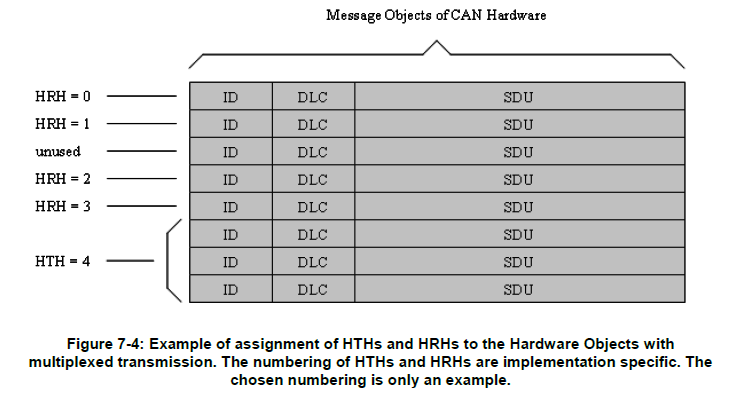 Message Objects of CAN Hardware
HRH = 0 ID DLC SDU
HRH = 1 ID DLC SDU
unused ID DLC SDU
HRH = 2 ID DLC SDU
HRH = 3 ID DLC SDU
ID DLC SDU
HTH = 4 ID DLC SDU
ID DLC SDU
Figure 7-4: Example of assignment of HTHs and HRHs to the Hardware Objects with
multiplexed transmission. The numbering of HTHs and HRHs are implementation specific. The
chosen numbering is only an example.